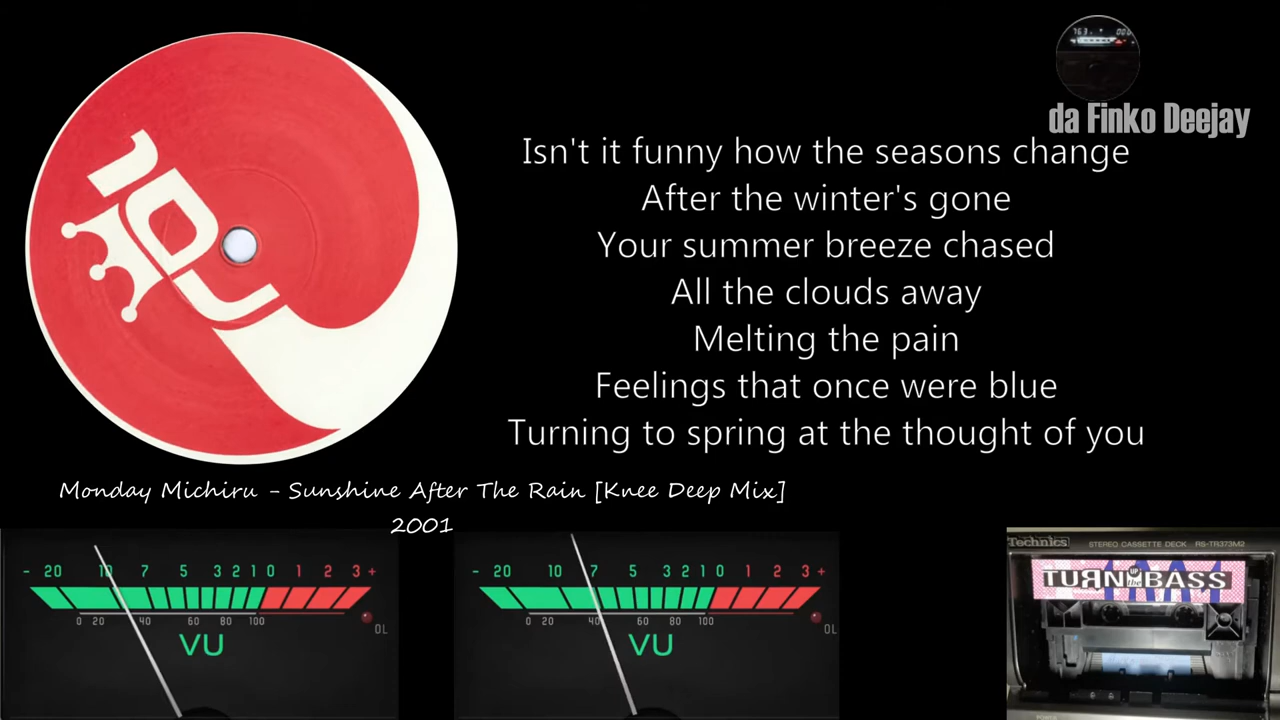 da Finko Deejay
Isn't it funny how the seasons change
After the winter's gone
Your summer breeze chased
All the clouds away
Melting the pain
Feelings that once were blue
Turning to spring at the thought of you
Monday Michiru - Sunshine After The Rain [Knee Deep Mix]
2001
- 20 10 7 5 3 2 1 0 1 2 3 +
0 20 60 80 100
OL
VU
- 20 10 7 5 3 2 1 0 1 2 3 +
0 20 60 80 100
OL
VU
Technics STEREO CASSETTE DECK RS-TR373M2
TURN UP the BASS